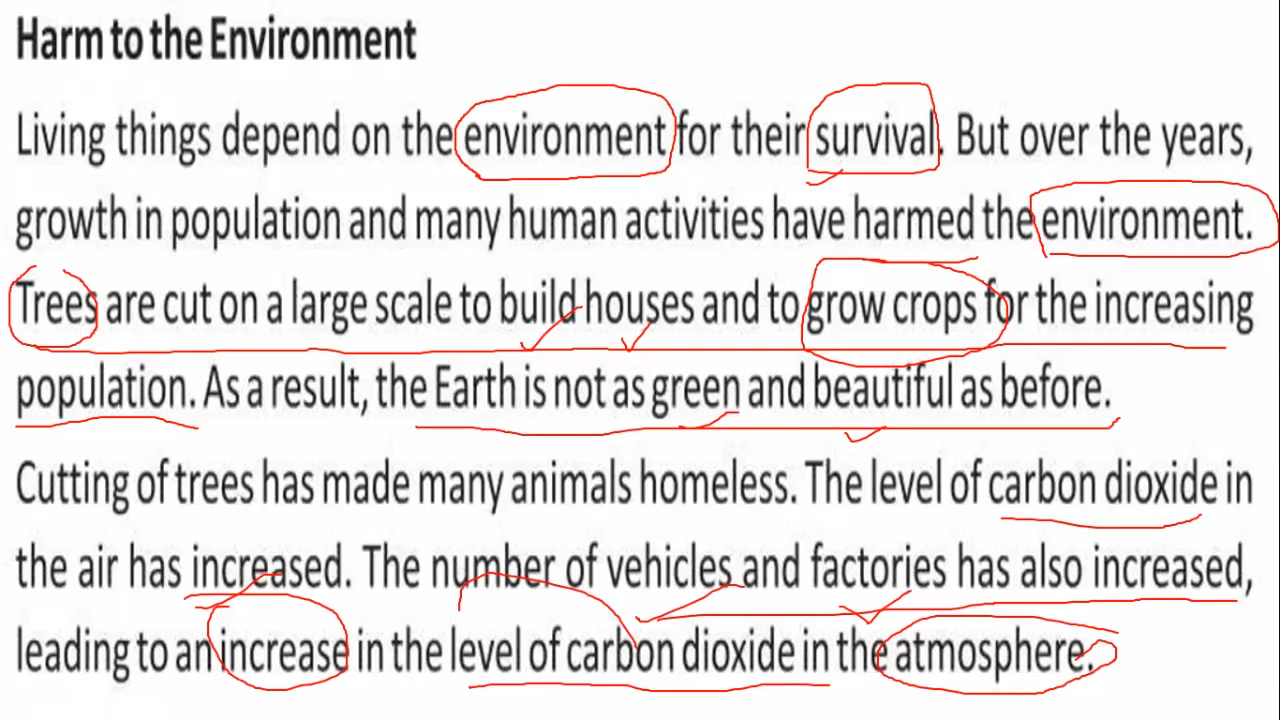 Harm to the Environment
Living things depend on the environment for their survival. But over the years,
growth in population and many human activities have harmed the environment.
Trees are cut on a large scale to build houses and to grow crops for the increasing
population. As a result, the Earth is not as green and beautiful as before.
Cutting of trees has made many animals homeless. The level of carbon dioxide in
the air has increased. The number of vehicles and factories has also increased,
leading to an increase in the level of carbon dioxide in the atmosphere.